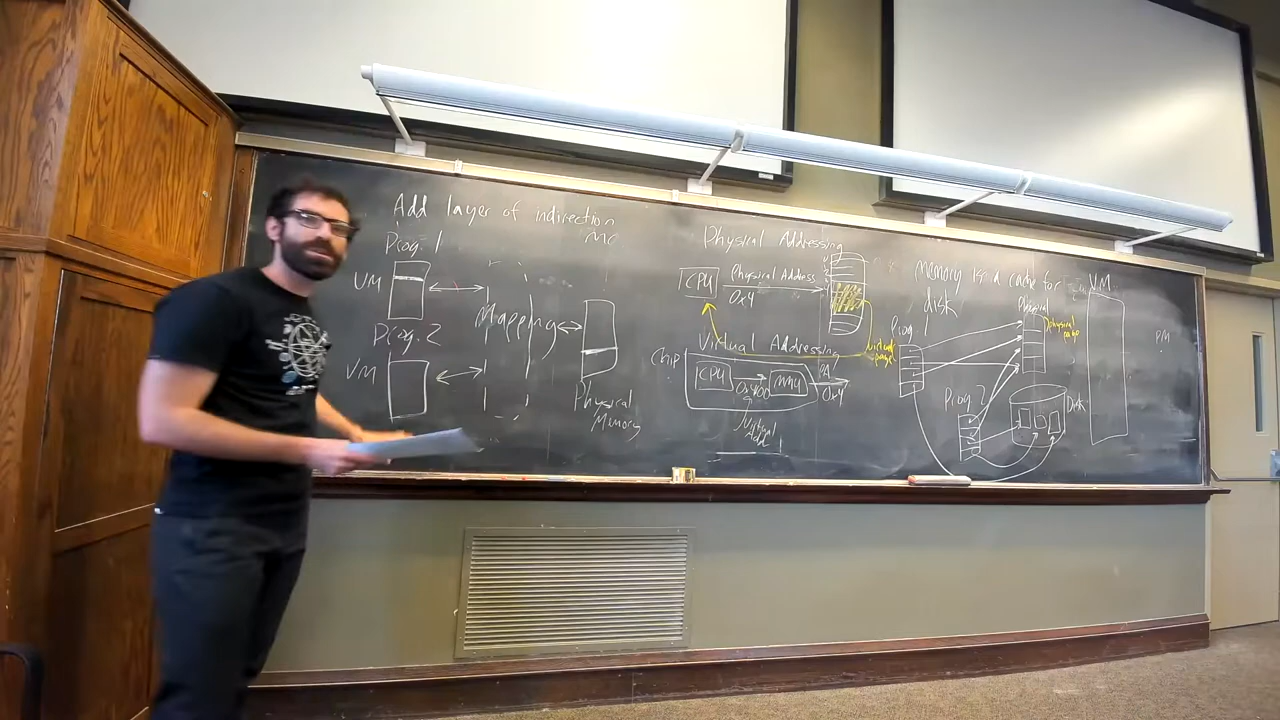 Add layer of indirection
Prog. 1
VM
Prog. 2
VM
Mapping
Physical
Memory
Physical Addressing
CPU
Physical Address
0x4
Virtual Addressing
Chip
CPU
0x400
MMU
PA
0x4
Virtual
Add
virtual
page
Memory is a cache for
disk
Prog. 1
Physical
physical
page
Prog. 2
Disk
VM
PM